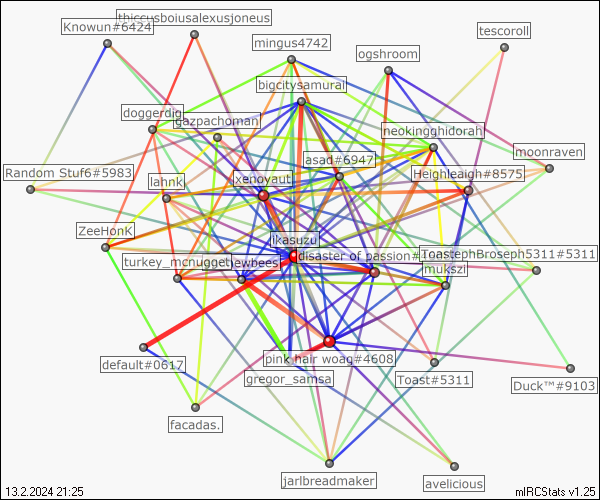 thiccusboiusalexusjoneus
Knowun#6424
tescoroll
mingus4742
ogshroom
bigcitysamurai
doggerdig
gazpachoman
neokingghidorah
asad#6947
moonraven
Random Stuf6#5983
xenoyaut
Heighleaigh#8575
lahnk
ZeeHonK
ikasuzu
turkey_mcnugget
ewbees
disaster of passion#
ToastephBroseph5311#5311
mukszi
default#0617
pink hair woag#4608
gregor_samsa
Toast#5311
Duck™#9103
facadas.
jarlbreadmaker
avelicious
13.2.2024 21:25
mIRCStats v1.25